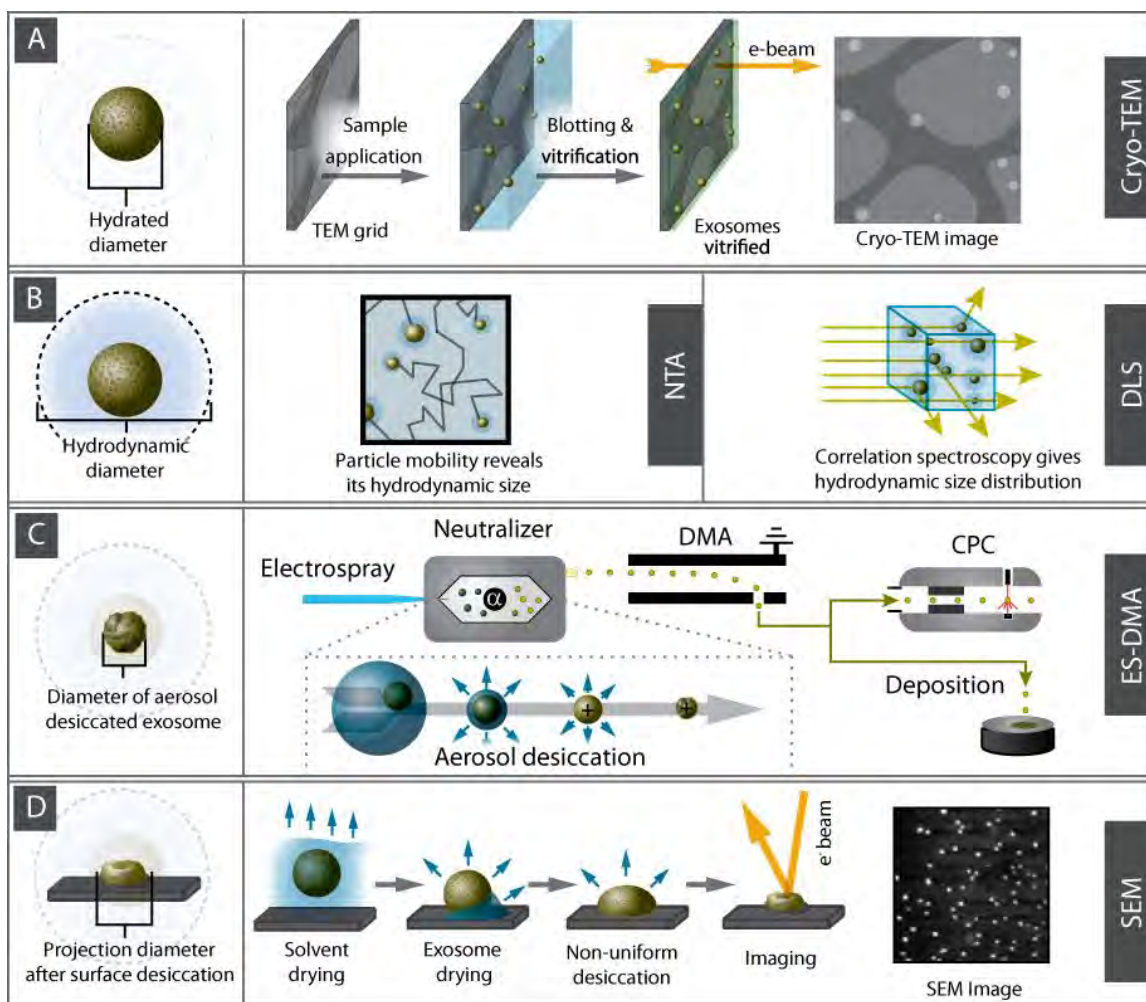 A
Hydrated
diameter
Sample
application
TEM grid
Blotting &
vitrification
e-beam
Exosomes
vitrified
Cryo-TEM image
Cryo-TEM
B
Hydrodynamic
diameter
Particle mobility reveals
its hydrodynamic size
NTA
Correlation spectroscopy gives
hydrodynamic size distribution
DLS
C
Diameter of aerosol
desiccated exosome
Electrospray
Neutralizer
α
DMA
CPC
Deposition
+
+
Aerosol desiccation
ES-DMA
D
Projection diameter
after surface desiccation
Solvent
drying
Exosome
drying
Non-uniform
desiccation
e- beam
Imaging
SEM Image
SEM